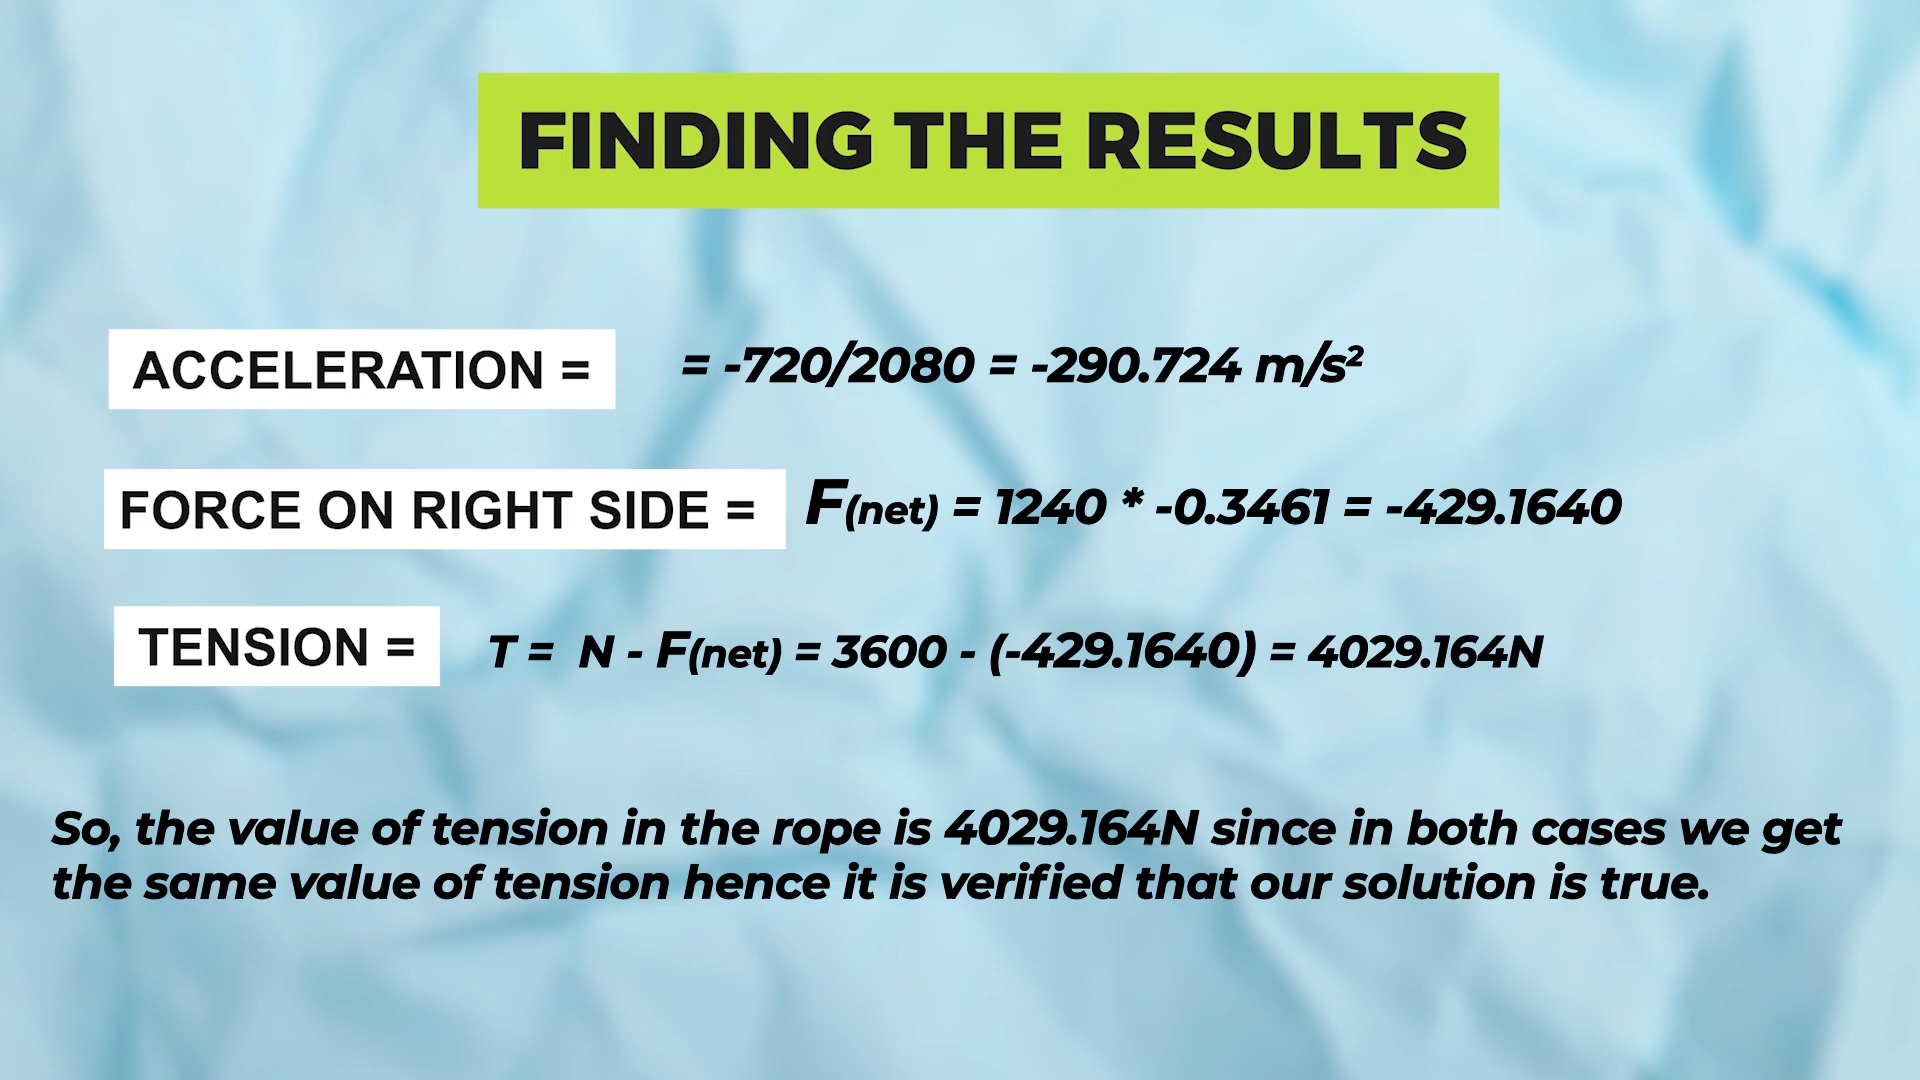 FINDING THE RESULTS
ACCELERATION = = -720/2080 = -290.724 m/s²
FORCE ON RIGHT SIDE = F(net) = 1240 * -0.3461 = -429.1640
TENSION = T = N - F(net) = 3600 - (-429.1640) = 4029.164N
So, the value of tension in the rope is 4029.164N since in both cases we get
the same value of tension hence it is verified that our solution is true.